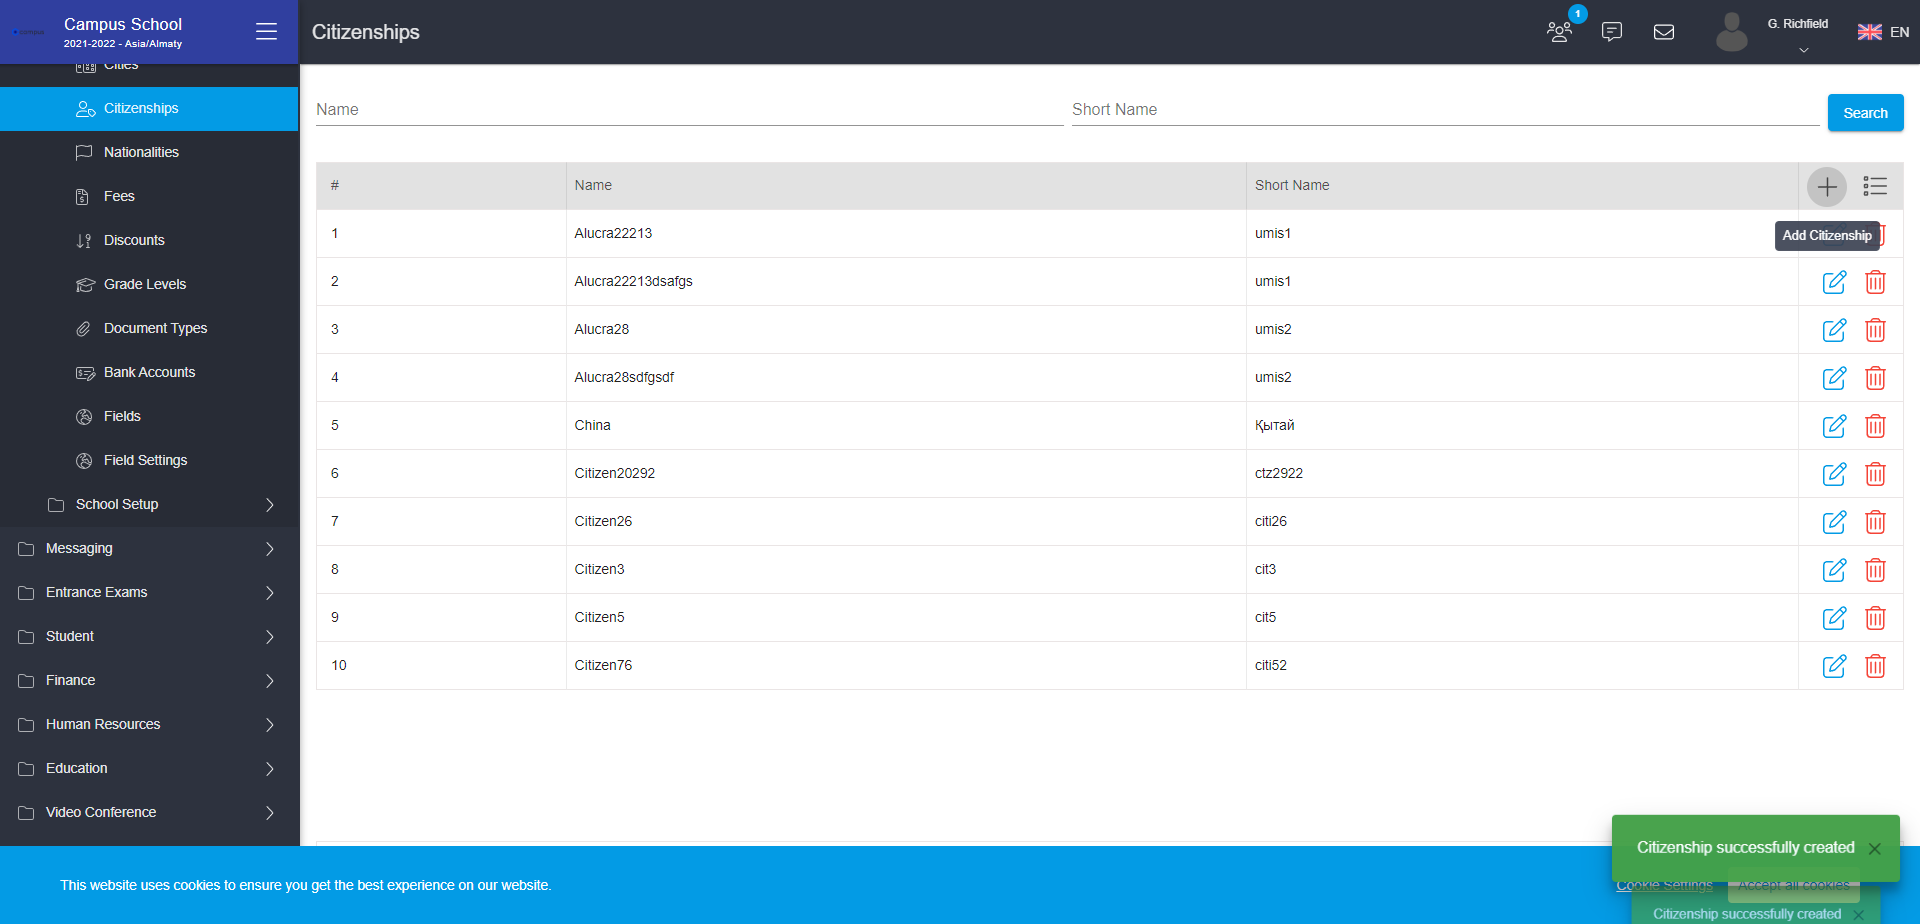 Campus School
2021-2022 - Asia/Almaty
Citizenships
1
G. Richfield
EN
Cities
Citizenships
Nationalities
Fees
Discounts
Grade Levels
Document Types
Bank Accounts
Fields
Field Settings
School Setup
Messaging
Entrance Exams
Student
Finance
Human Resources
Education
Video Conference
Name
Short Name
Search
# Name Short Name
Add Citizenship
1 Alucra22213 umis1
2 Alucra22213dsafgs umis1
3 Alucra28 umis2
4 Alucra28sdfgsdf umis2
5 China Қытай
6 Citizen20292 ctz2922
7 Citizen26 citi26
8 Citizen3 cit3
9 Citizen5 cit5
10 Citizen76 citi52
Citizenship successfully created
This website uses cookies to ensure you get the best experience on our website.
Cookie Settings
Accept all cookies
Citizenship successfully created